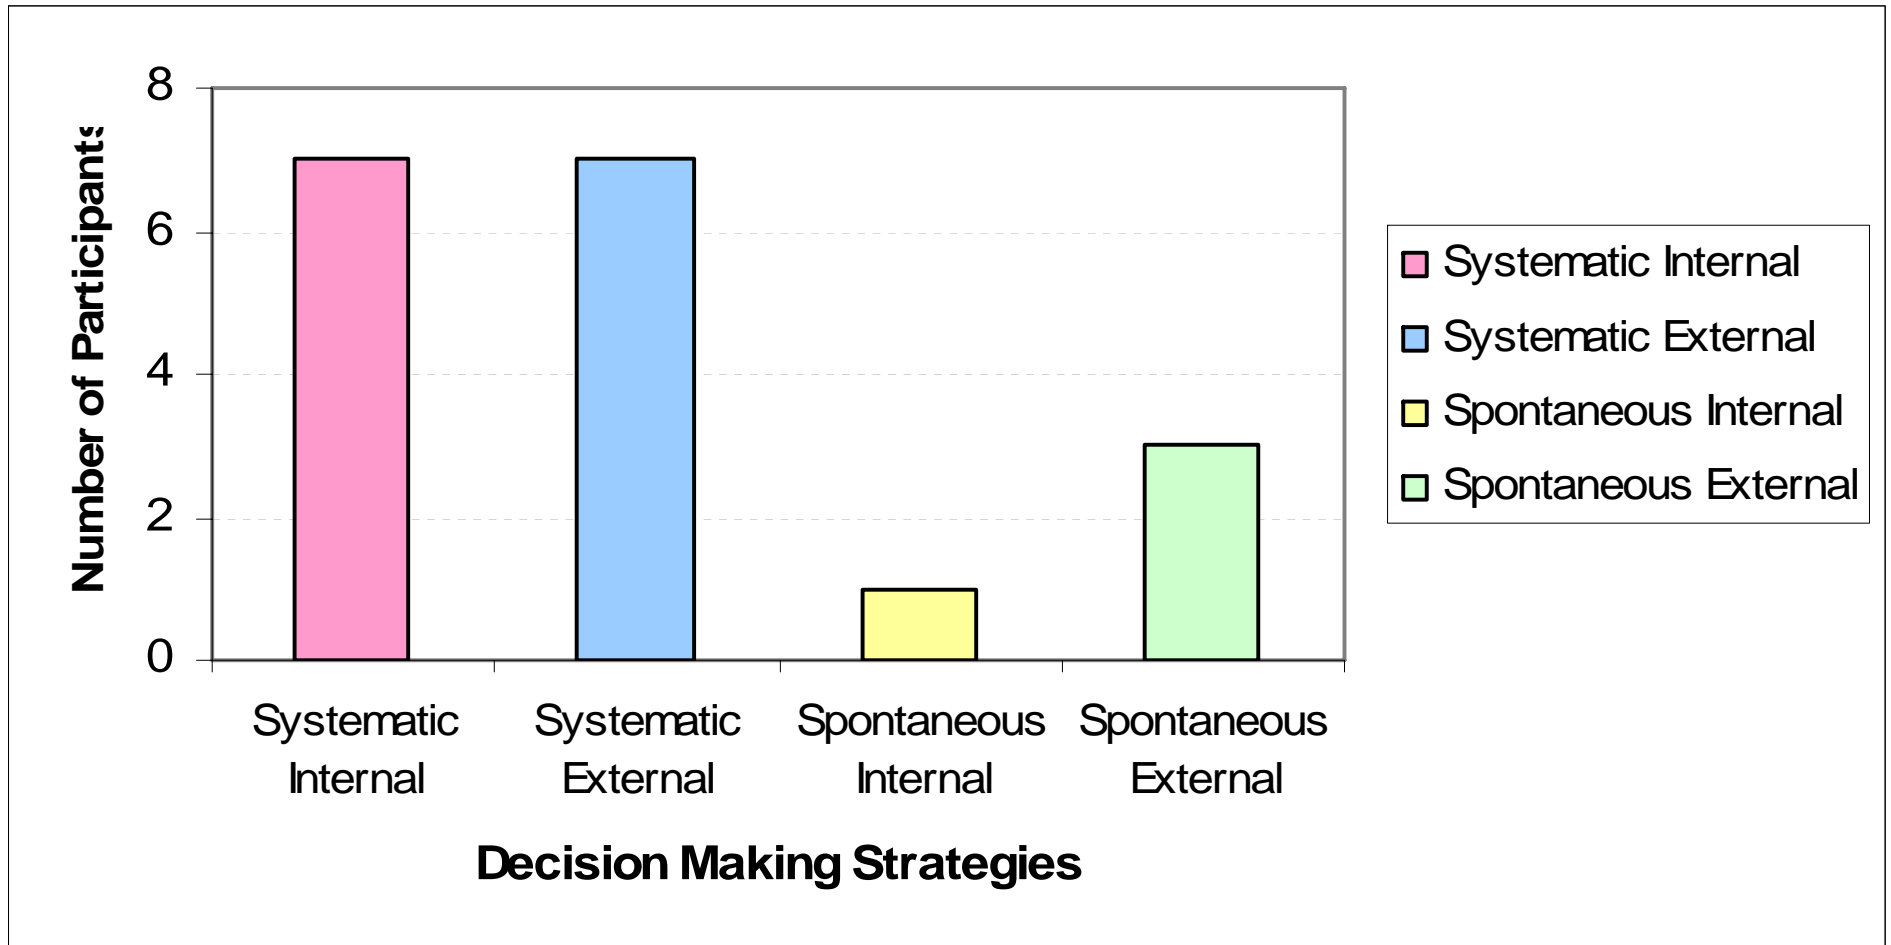 Number of Participants
8
6
4
2
0
Systematic Internal
Systematic External
Spontaneous Internal
Spontaneous External
Systematic
Internal
Systematic
External
Spontaneous
Internal
Spontaneous
External
Decision Making Strategies